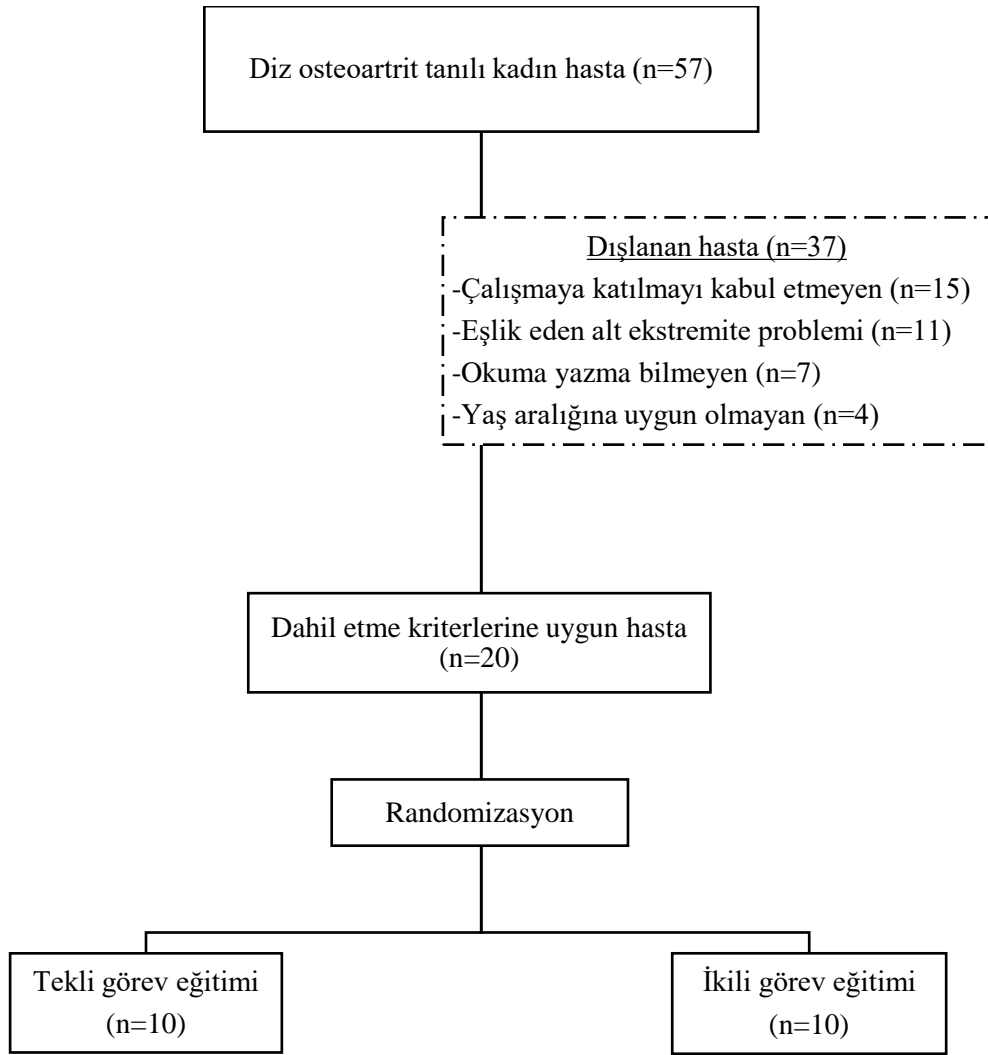 Diz osteoartrit tanılı kadın hasta (n=57)
Dışlanan hasta (n=37)
-Çalışmaya katılmayı kabul etmeyen (n=15)
-Eşlik eden alt ekstremite problemi (n=11)
-Okuma yazma bilmeyen (n=7)
-Yaş aralığına uygun olmayan (n=4)
Dahil etme kriterlerine uygun hasta
(n=20)
Randomizasyon
Tekli görev eğitimi
(n=10)
İkili görev eğitimi
(n=10)